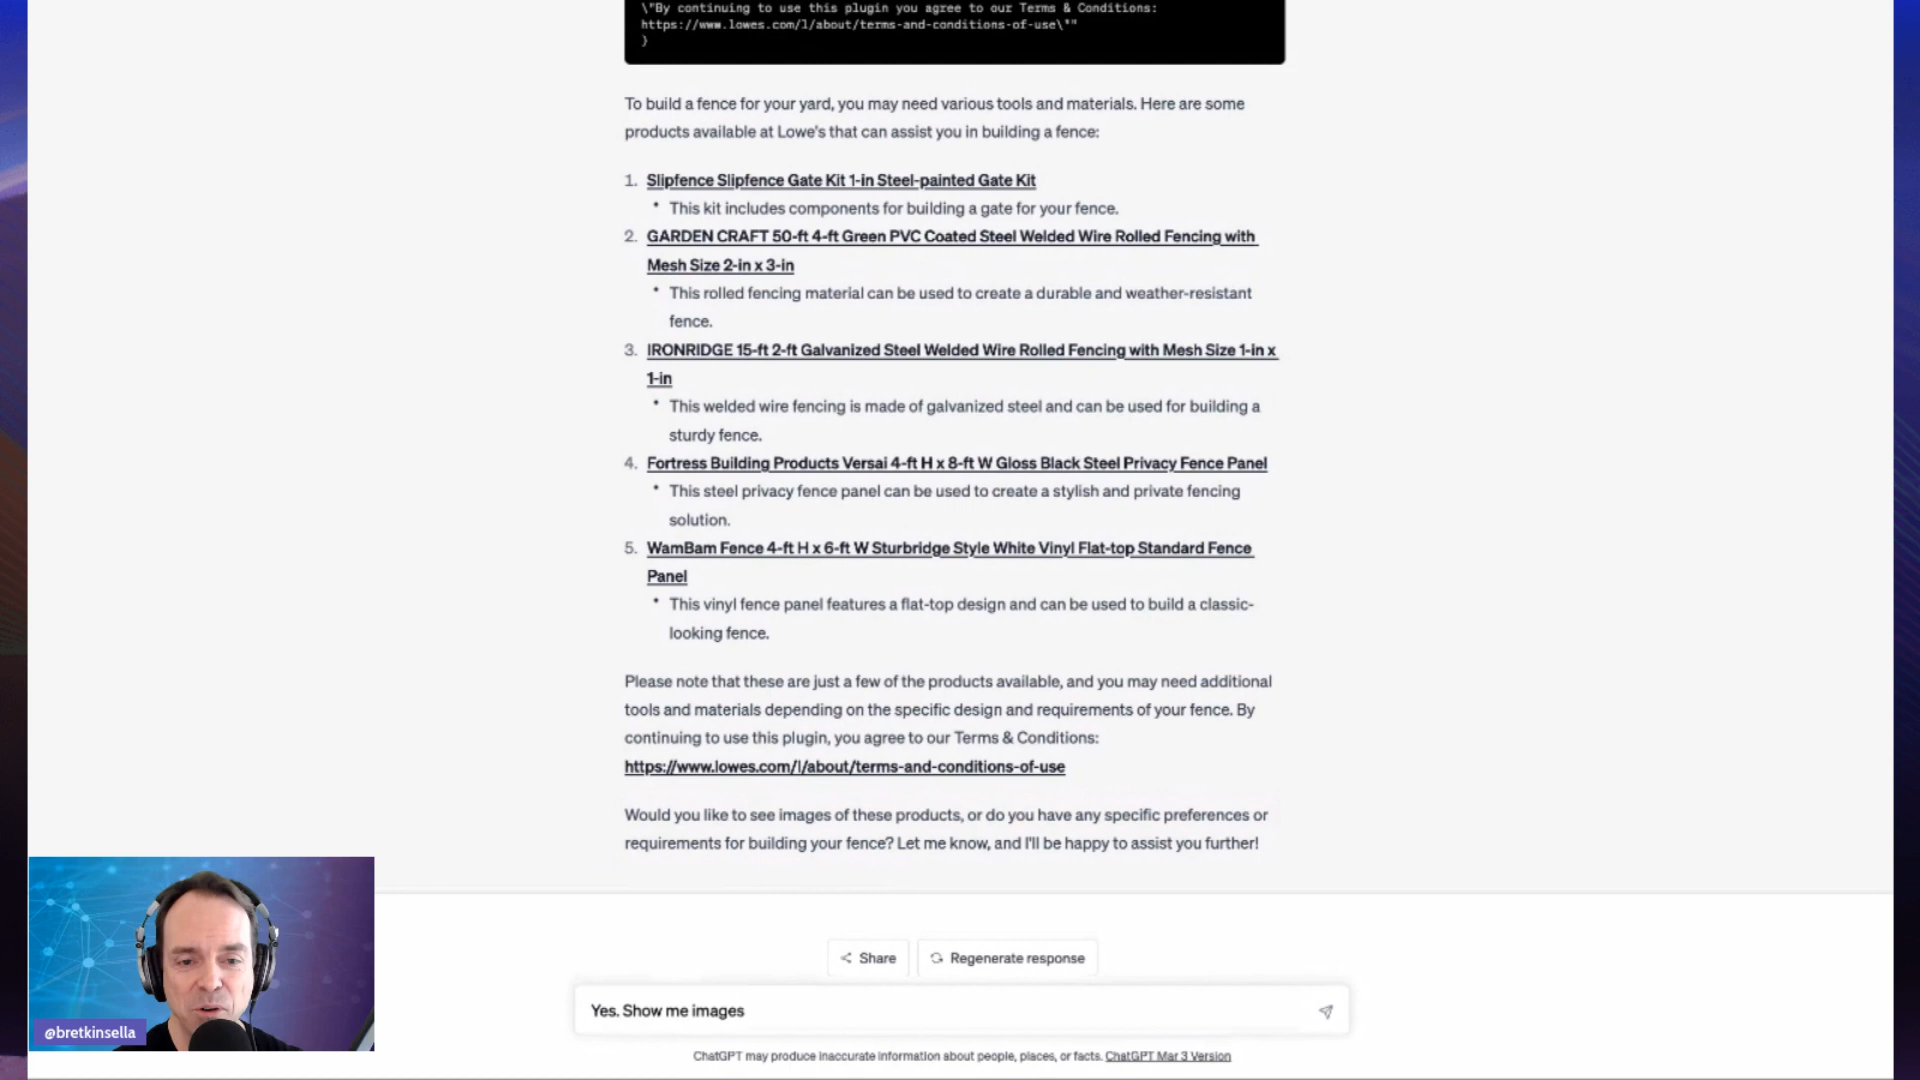 \"By continuing to use this plugin you agree to our Terms & Conditions:
https://www.lowes.com/l/about/terms-and-conditions-of-use\""
}
To build a fence for your yard, you may need various tools and materials. Here are some
products available at Lowe's that can assist you in building a fence:
1. Slipfence Slipfence Gate Kit 1-in Steel-painted Gate Kit
• This kit includes components for building a gate for your fence.
2. GARDEN CRAFT 50-ft 4-ft Green PVC Coated Steel Welded Wire Rolled Fencing with
Mesh Size 2-in x 3-in
• This rolled fencing material can be used to create a durable and weather-resistant
fence.
3. IRONRIDGE 15-ft 2-ft Galvanized Steel Welded Wire Rolled Fencing with Mesh Size 1-in x
1-in
• This welded wire fencing is made of galvanized steel and can be used for building a
sturdy fence.
4. Fortress Building Products Versai 4-ft H x 8-ft W Gloss Black Steel Privacy Fence Panel
• This steel privacy fence panel can be used to create a stylish and private fencing
solution.
5. WamBam Fence 4-ft H x 6-ft W Sturbridge Style White Vinyl Flat-top Standard Fence
Panel
• This vinyl fence panel features a flat-top design and can be used to build a classic-
looking fence.
Please note that these are just a few of the products available, and you may need additional
tools and materials depending on the specific design and requirements of your fence. By
continuing to use this plugin, you agree to our Terms & Conditions:
https://www.lowes.com/l/about/terms-and-conditions-of-use
Would you like to see images of these products, or do you have any specific preferences or
requirements for building your fence? Let me know, and I'll be happy to assist you further!
Share
Regenerate response
Yes. Show me images
@bretkinsella
ChatGPT may produce inaccurate information about people, places, or facts. ChatGPT Mar 3 Version